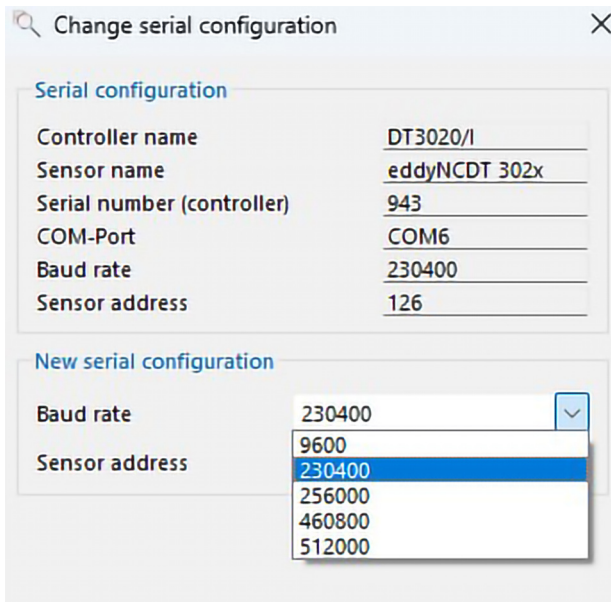 Change serial configuration
Serial configuration
Controller name DT3020/I
Sensor name eddyNCDT 302x
Serial number (controller) 943
COM-Port COM6
Baud rate 230400
Sensor address 126
New serial configuration
Baud rate 230400
9600
Sensor address 230400
256000
460800
512000